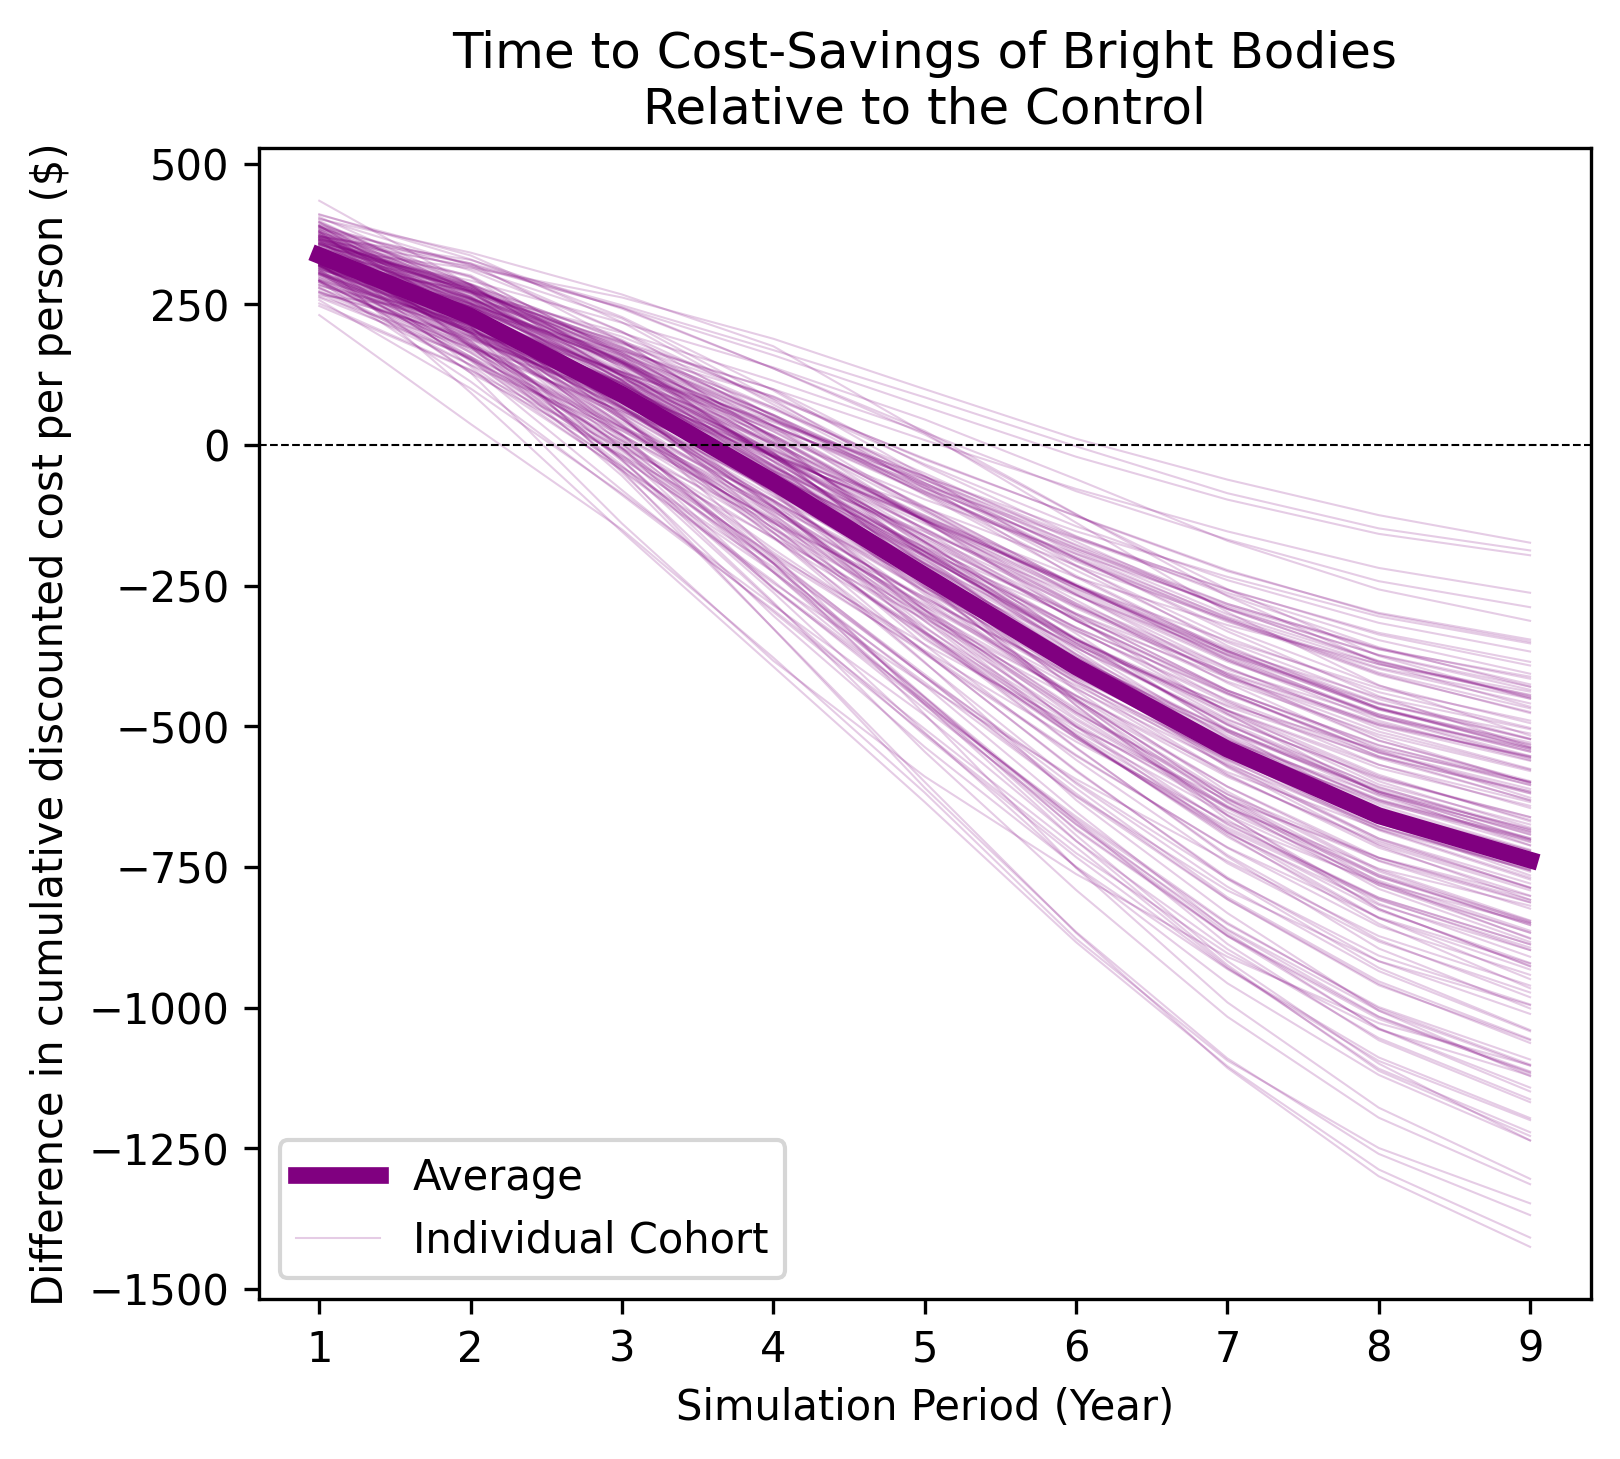 Time to Cost-Savings of Bright Bodies
Relative to the Control
Difference in cumulative discounted cost per person ($)
500
250
0
−250
−500
−750
−1000
−1250
−1500
Average
Individual Cohort
1 2 3 4 5 6 7 8 9
Simulation Period (Year)